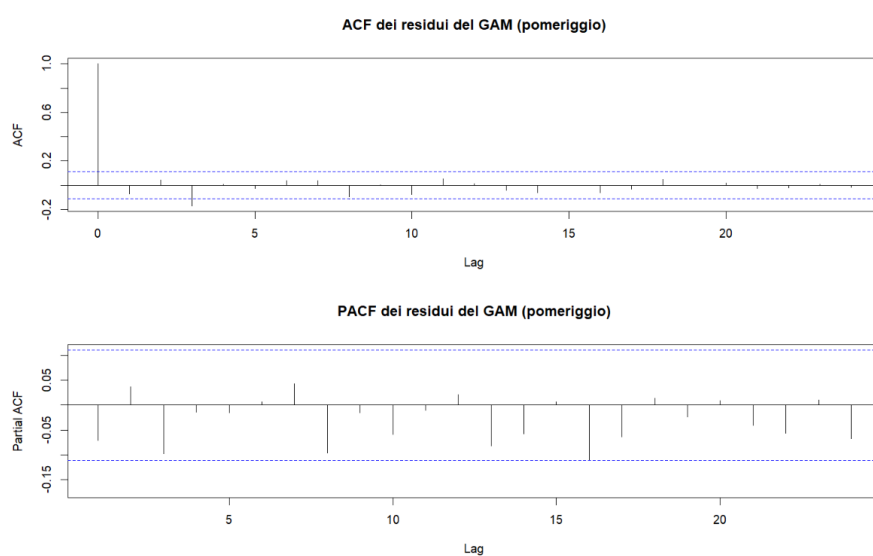 ACF dei residui del GAM (pomeriggio)
1.0
0.6
0.2
-0.2
ACF
0 5 10 15 20
Lag
PACF dei residui del GAM (pomeriggio)
0.05
-0.05
-0.15
Partial ACF
5 10 15 20
Lag